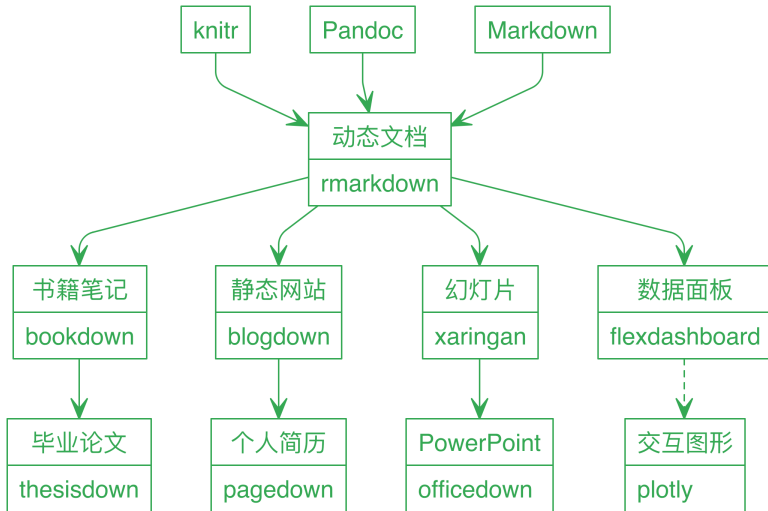 knitr
Pandoc
Markdown
动态文档
rmarkdown
书籍笔记
bookdown
静态网站
blogdown
幻灯片
xaringan
数据面板
flexdashboard
毕业论文
thesisdown
个人简历
pagedown
PowerPoint
officedown
交互图形
plotly